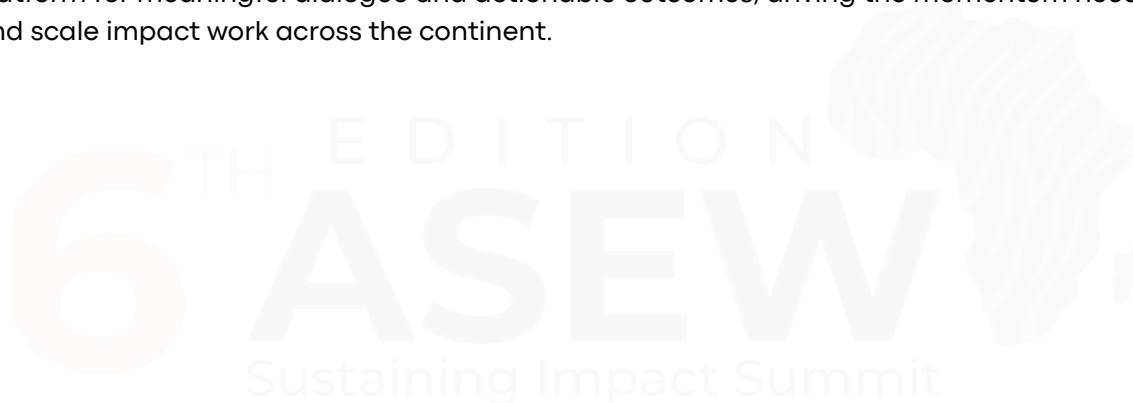 platform for meaningful dialogue and actionable outcomes, driving the momentum
nd scale impact work across the continent.
EDITION
6TH
ASEW
Sustaining Impact Summit